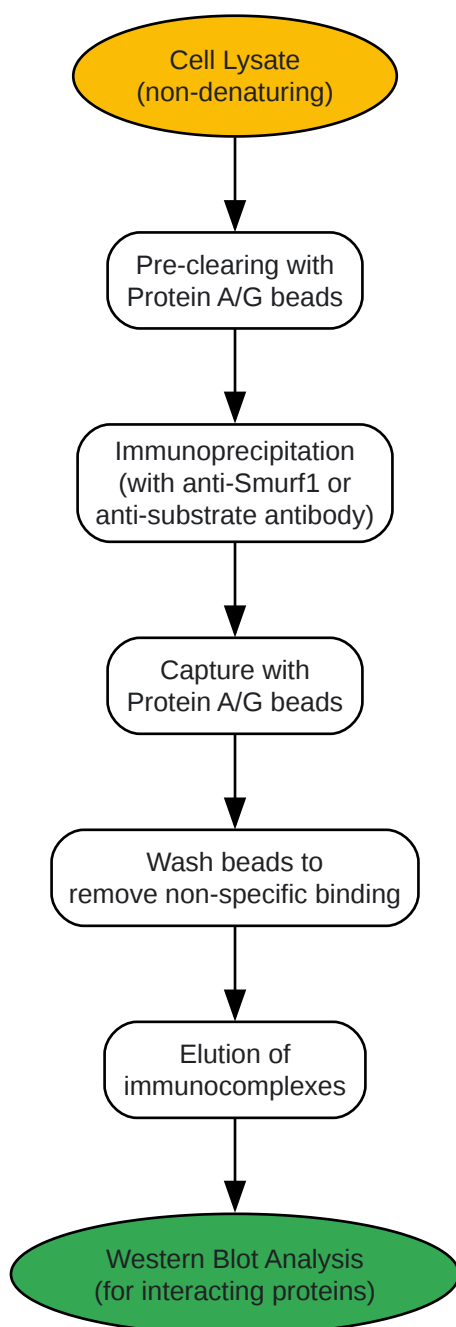 Cell Lysate
(non-denaturing)
Pre-clearing with
Protein A/G beads
Immunoprecipitation
(with anti-Smurf1 or
anti-substrate antibody)
Capture with
Protein A/G beads
Wash beads to
remove non-specific binding
Elution of
immunocomplexes
Western Blot Analysis
(for interacting proteins)